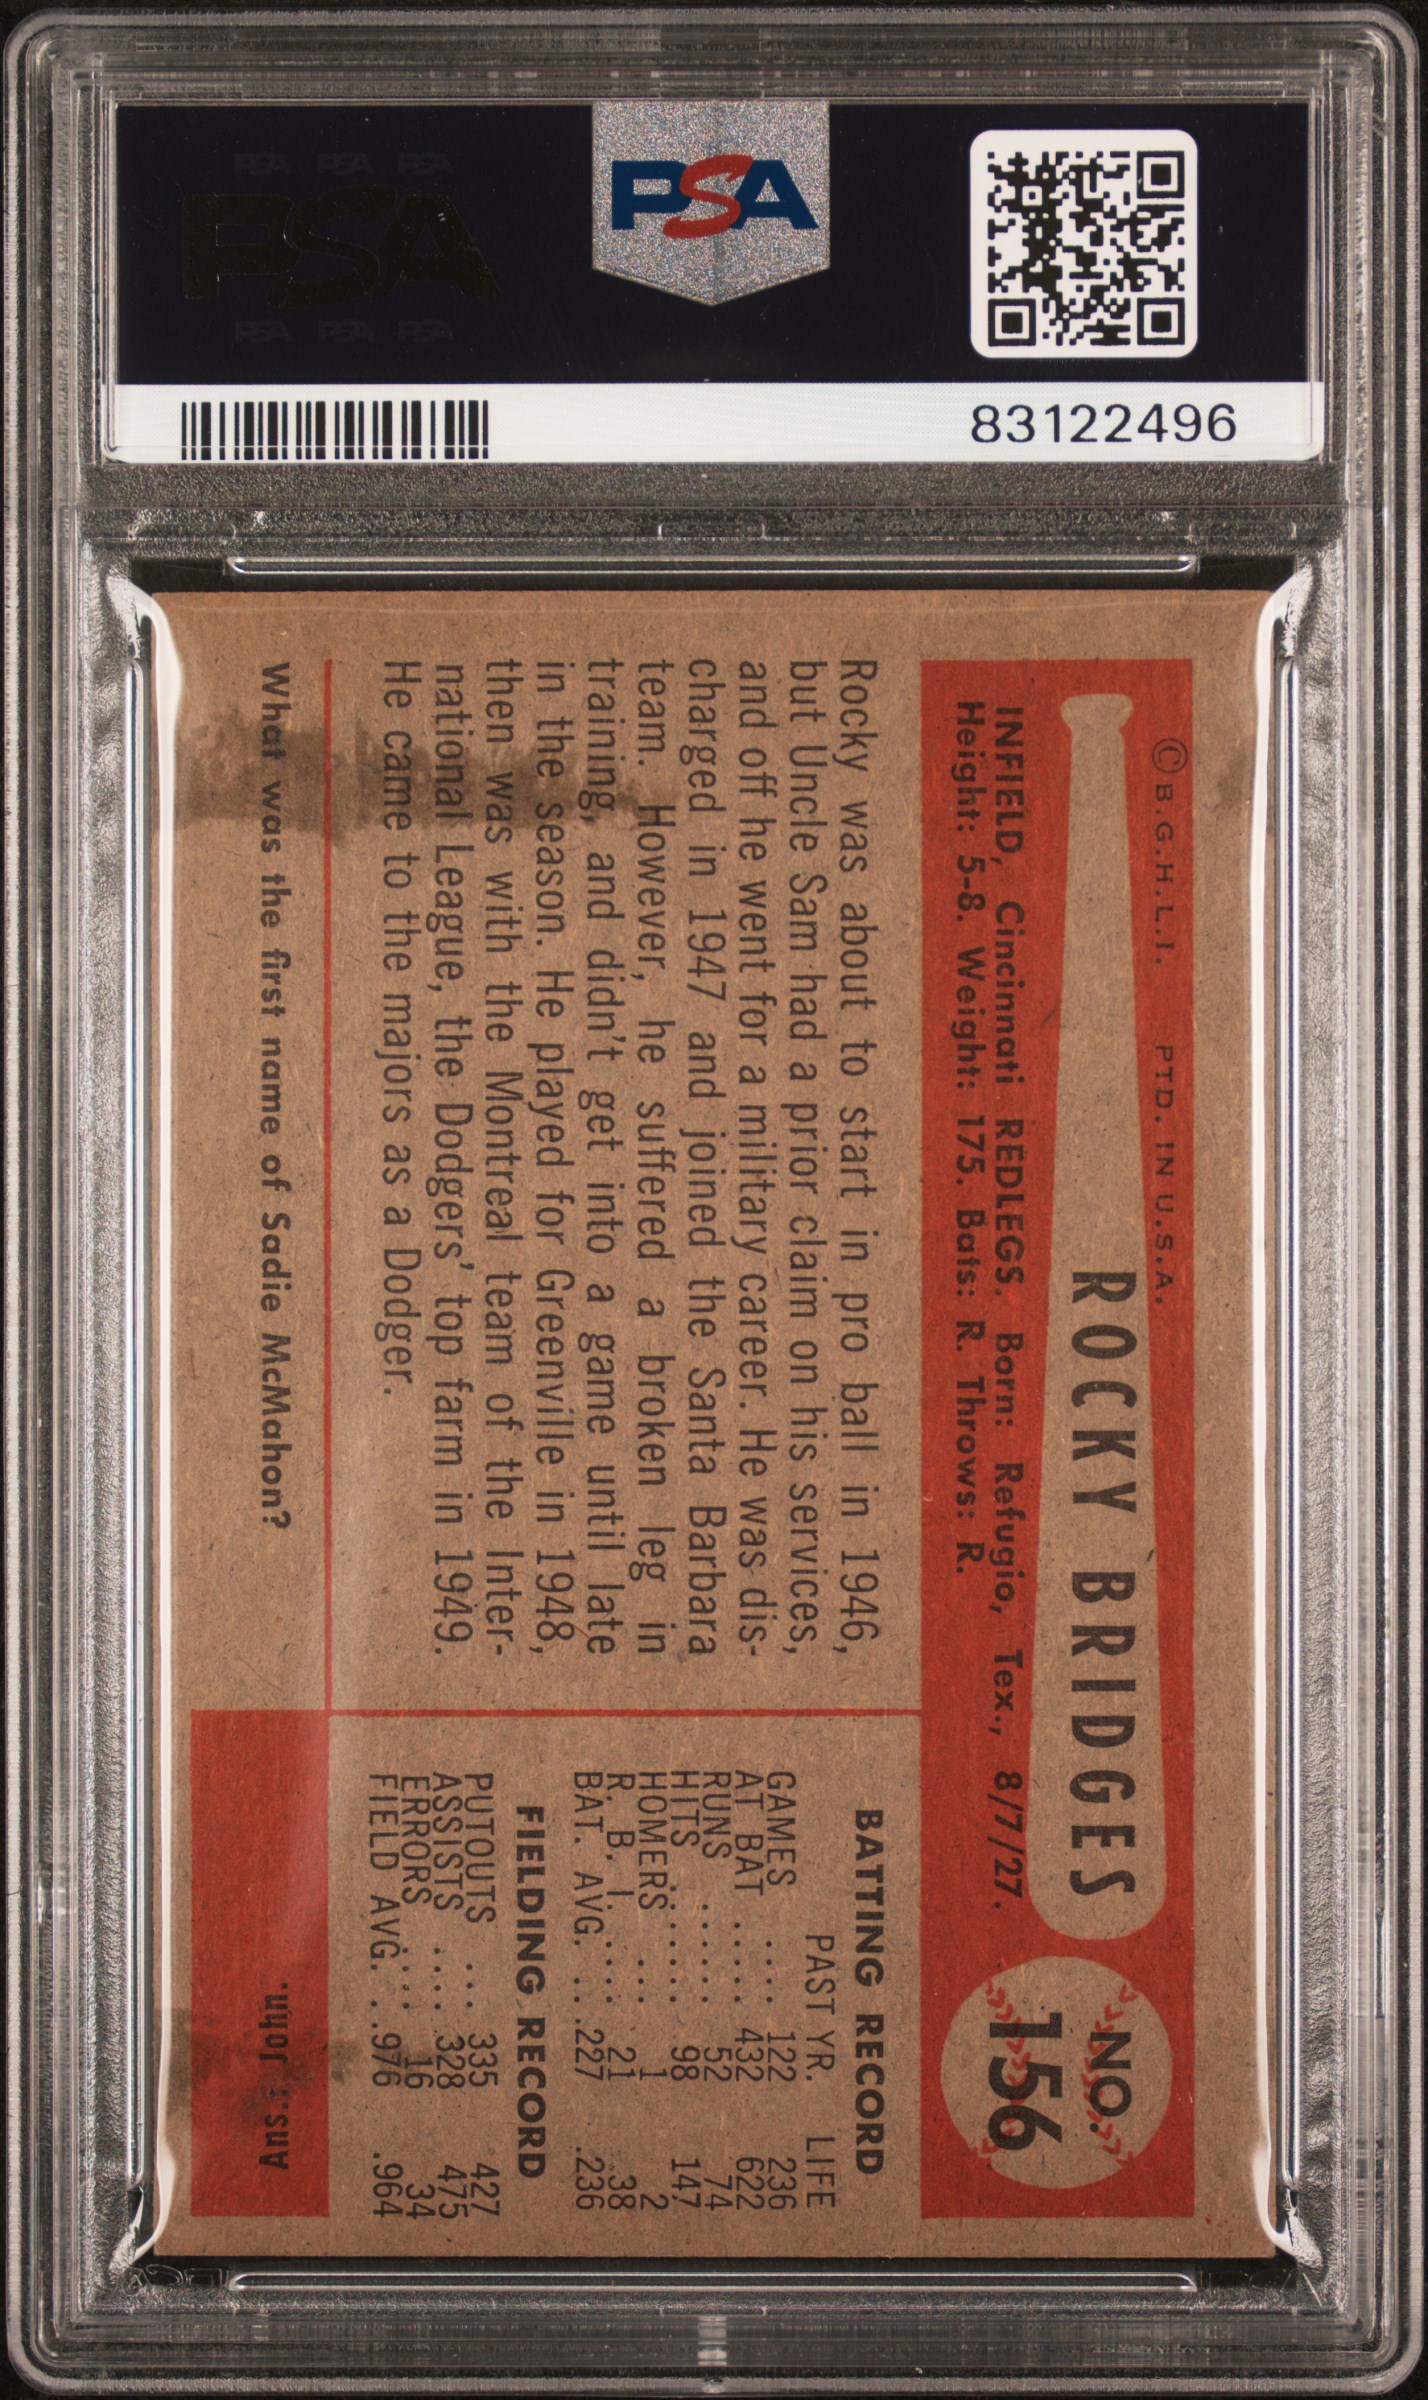 PSA
PSA PSA PSA
PSA
PSA PSA PSA
83122496
© B.G.H.L.I. PTD. IN U.S.A.
ROCKY BRIDGES
NO.
156
INFIELD, Cincinnati REDLEGS. Born: Refugio, Tex., 8/7/27.
Height: 5-8. Weight: 175. Bats: R. Throws: R.
Rocky was about to start in pro ball in 1946,
but Uncle Sam had a prior claim on his services,
and off he went for a military career. He was dis-
charged in 1947 and joined the Santa Barbara
team. However, he suffered a broken leg in
training, and didn't get into a game until late
in the season. He played for Greenville in 1948,
then was with the Montreal team of the Inter-
national League, the Dodgers' top farm in 1949.
He came to the majors as a Dodger.
BATTING RECORD
PAST YR. LIFE
GAMES .... 122 236
AT BAT .... 432 622
RUNS ...... 52 74
HITS ...... 98 147
HOMERS ... 1 2
R. B. I. .... 21 38
BAT. AVG. .. .227 .236
FIELDING RECORD
PUTOUTS ... 335 427
ASSISTS .... 328 475
ERRORS .... 16 34
FIELD AVG. . .976 .964
What was the first name of Sadie McMahon?
Ans.: John.